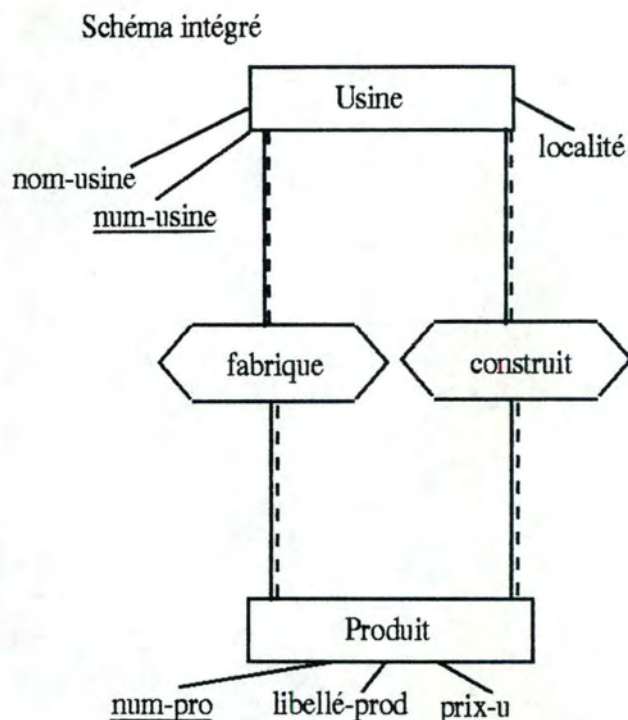 Schéma intégré
Usine
localité
nom-usine
num-usine
fabrique
construit
Produit
num-pro
libellé-prod
prix-u